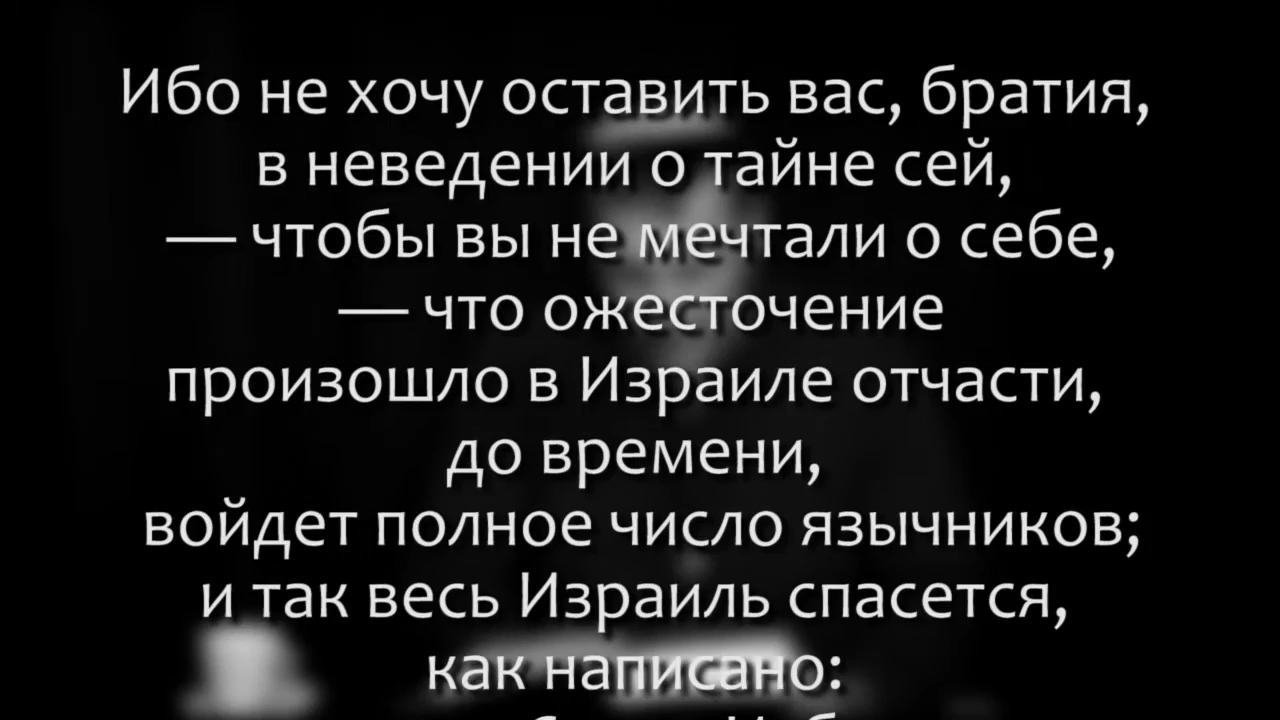 Ибо не хочу оставить вас, братия,
в неведении о тайне сей,
— чтобы вы не мечтали о себе,
— что ожесточение
произошло в Израиле отчасти,
до времени,
войдет полное число язычников;
и так весь Израиль спасется,
как написано: